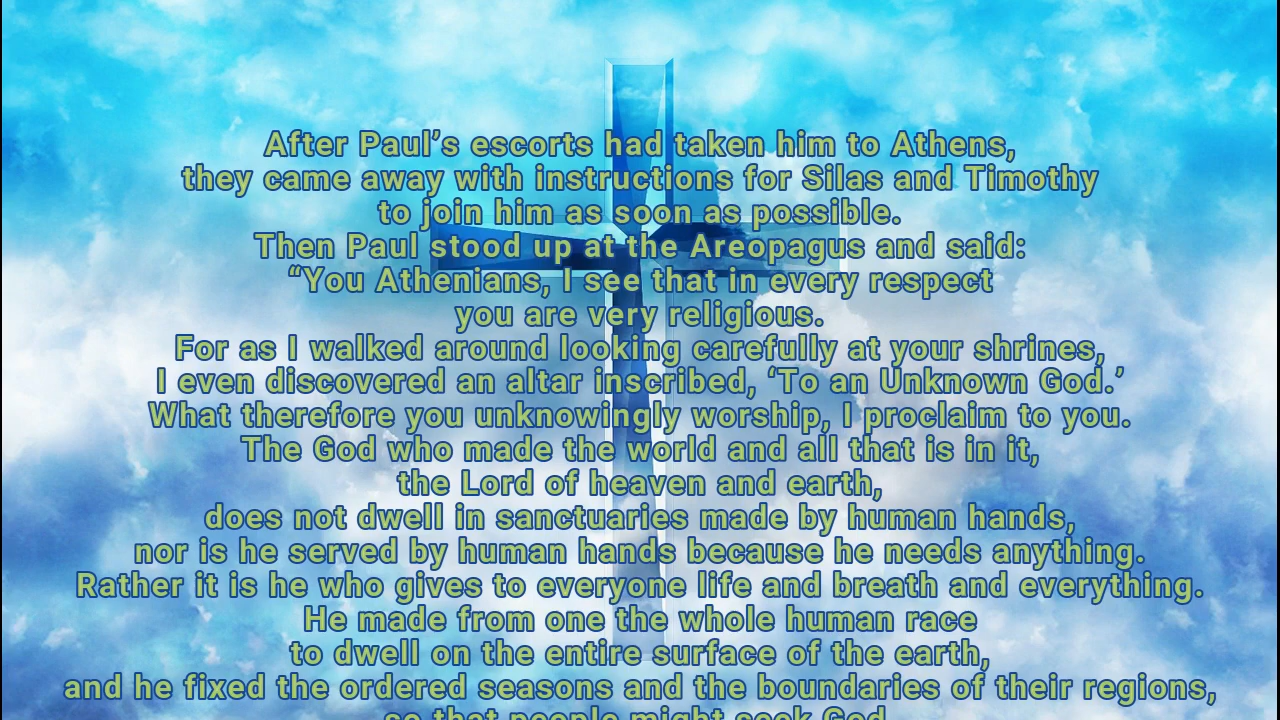 After Paul’s escorts had taken him to Athens,
they came away with instructions for Silas and Timothy
to join him as soon as possible.
Then Paul stood up at the Areopagus and said:
“You Athenians, I see that in every respect
you are very religious.
For as I walked around looking carefully at your shrines,
I even discovered an altar inscribed, ‘To an Unknown God.’
What therefore you unknowingly worship, I proclaim to you.
The God who made the world and all that is in it,
the Lord of heaven and earth,
does not dwell in sanctuaries made by human hands,
nor is he served by human hands because he needs anything.
Rather it is he who gives to everyone life and breath and everything.
He made from one the whole human race
to dwell on the entire surface of the earth,
and he fixed the ordered seasons and the boundaries of their regions,
so that people might seek God